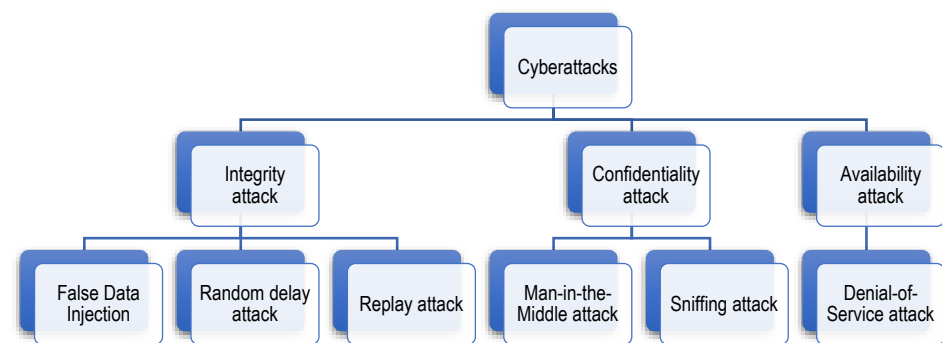 Cyberattacks
Integrity
attack
Confidentiality
attack
Availability
attack
False Data
Injection
Random delay
attack
Replay attack
Man-in-the-
Middle attack
Sniffing attack
Denial-of-
Service attack